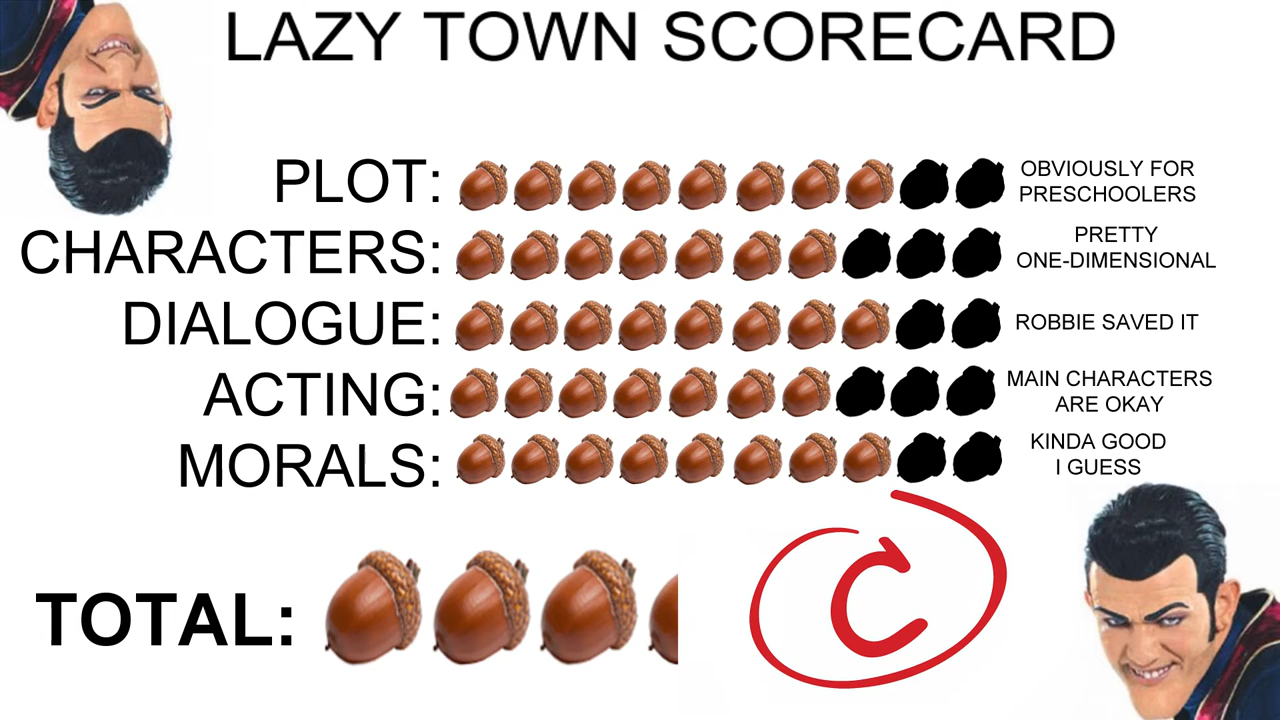 LAZY TOWN SCORECARD
PLOT:
OBVIOUSLY FOR
PRESCHOOLERS
CHARACTERS:
PRETTY
ONE-DIMENSIONAL
DIALOGUE:
ROBBIE SAVED IT
ACTING:
MAIN CHARACTERS
ARE OKAY
MORALS:
KINDA GOOD
I GUESS
TOTAL:
C